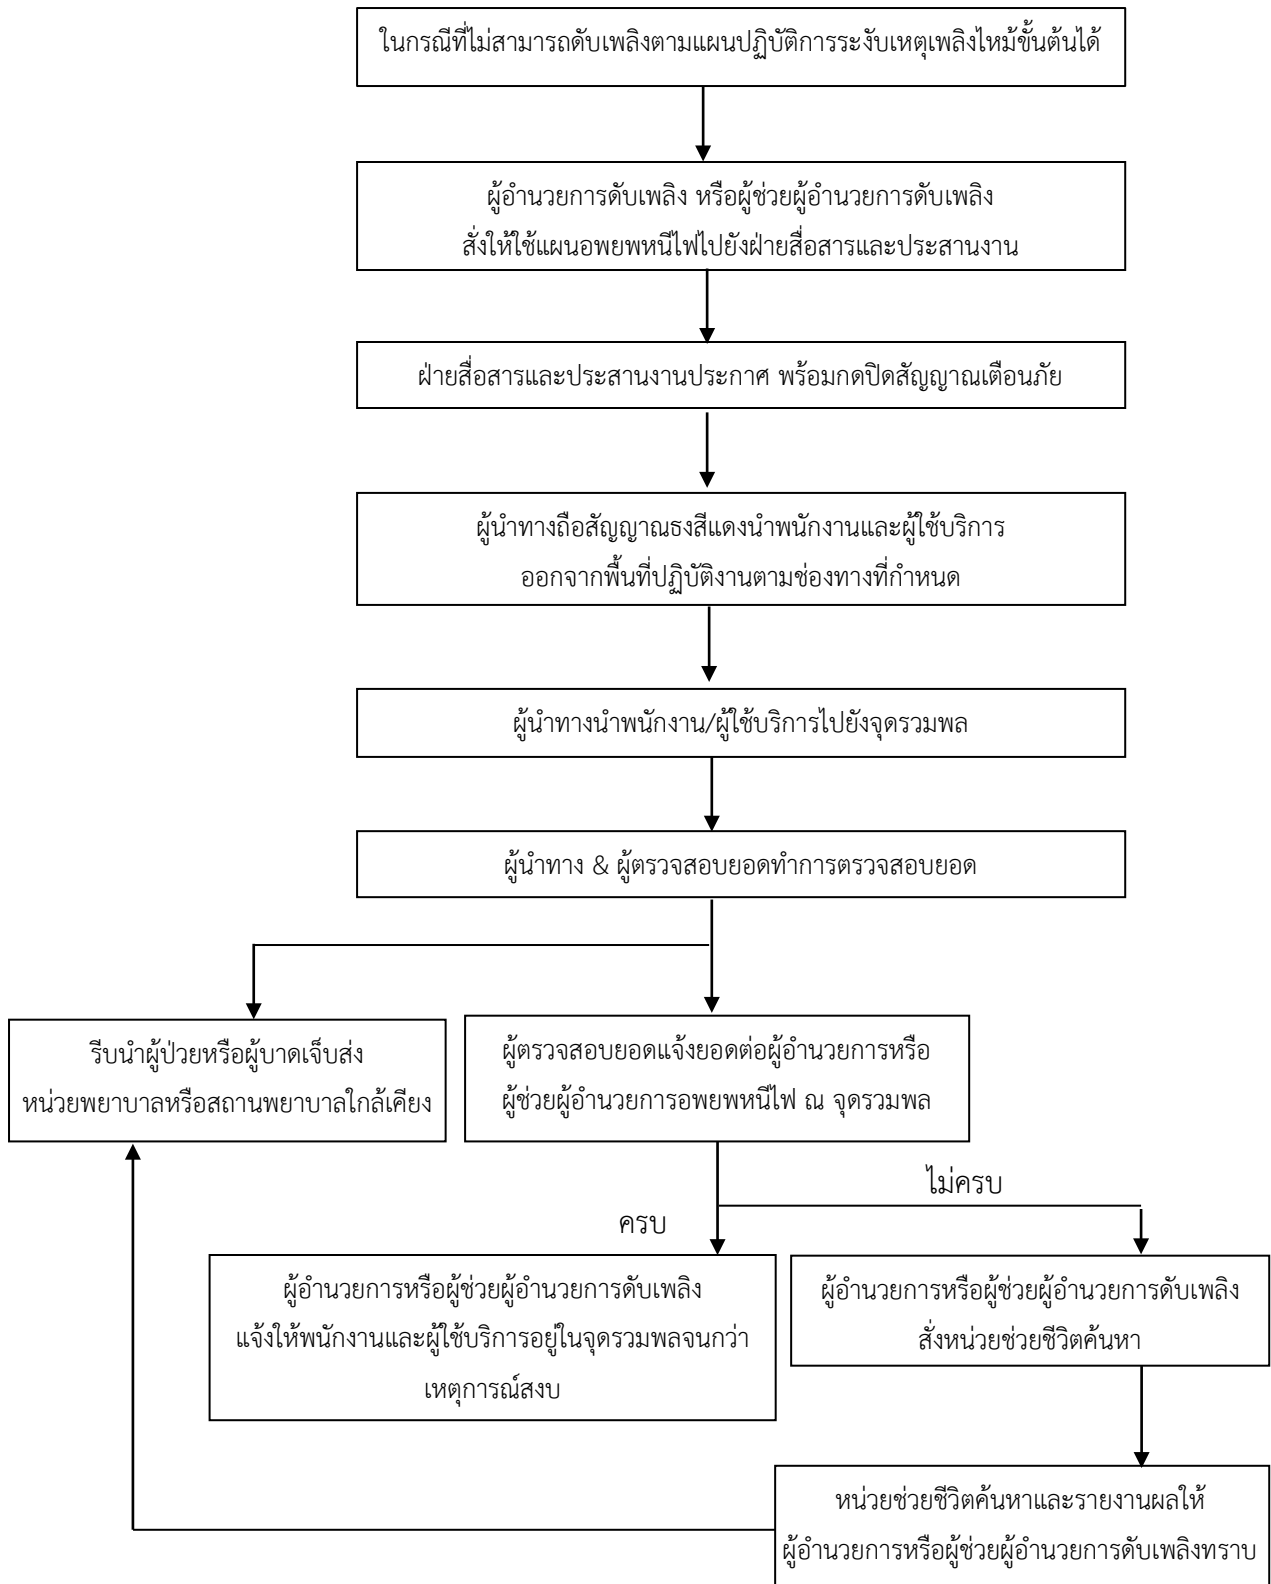 ในกรณีที่ไม่สามารถดับเพลิงตามแผนปฏิบัติการระงับเหตุเพลิงไหม้ขั้นต้นได้
ผู้อำนวยการดับเพลิง หรือผู้ช่วยผู้อำนวยการดับเพลิง
สั่งให้ใช้แผนอพยพหนีไฟไปยังฝ่ายสื่อสารและประสานงาน
ฝ่ายสื่อสารและประสานงานประกาศ พร้อมกดปิดสัญญาณเตือนภัย
ผู้นำทางถือสัญญาณธงสีแดงนำพนักงานและผู้ใช้บริการ
ออกจากพื้นที่ปฏิบัติงานตามช่องทางที่กำหนด
ผู้นำทางนำพนักงาน/ผู้ใช้บริการไปยังจุดรวมพล
ผู้นำทาง & ผู้ตรวจสอบยอดทำการตรวจสอบยอด
รีบนำผู้ป่วยหรือผู้บาดเจ็บส่ง
หน่วยพยาบาลหรือสถานพยาบาลใกล้เคียง
ผู้ตรวจสอบยอดแจ้งยอดต่อผู้อำนวยการหรือ
ผู้ช่วยผู้อำนวยการอพยพหนีไฟ ณ จุดรวมพล
ไม่ครบ
ครบ
ผู้อำนวยการหรือผู้ช่วยผู้อำนวยการดับเพลิง
แจ้งให้พนักงานและผู้ใช้บริการอยู่ในจุดรวมพลจนกว่า
เหตุการณ์สงบ
ผู้อำนวยการหรือผู้ช่วยผู้อำนวยการดับเพลิง
สั่งหน่วยช่วยชีวิตค้นหา
หน่วยช่วยชีวิตค้นหาและรายงานผลให้
ผู้อำนวยการหรือผู้ช่วยผู้อำนวยการดับเพลิงทราบ